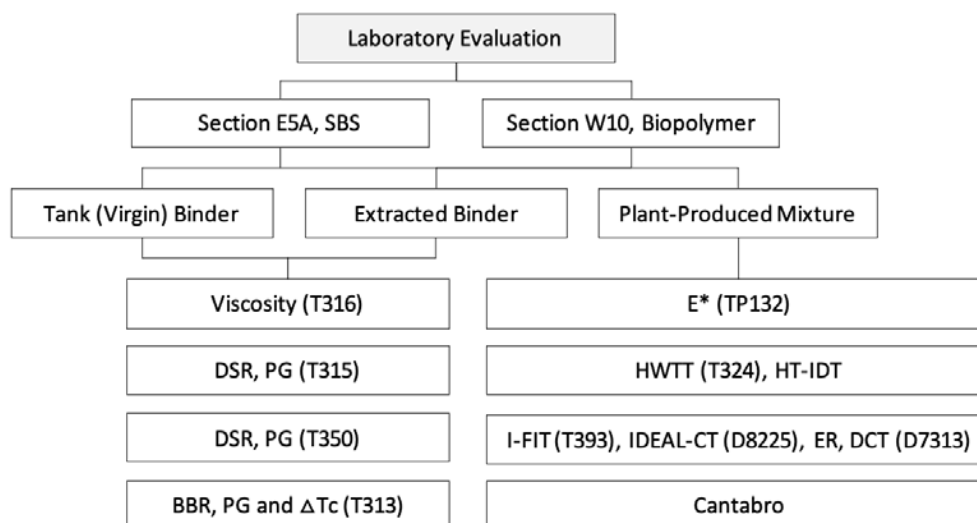 Laboratory Evaluation
Section E5A, SBS
Section W10, Biopolymer
Tank (Virgin) Binder
Extracted Binder
Plant-Produced Mixture
Viscosity (T316)
E* (TP132)
DSR, PG (T315)
HWTT (T324), HT-IDT
DSR, PG (T350)
I-FIT (T393), IDEAL-CT (D8225), ER, DCT (D7313)
BBR, PG and △Tc (T313)
Cantabro